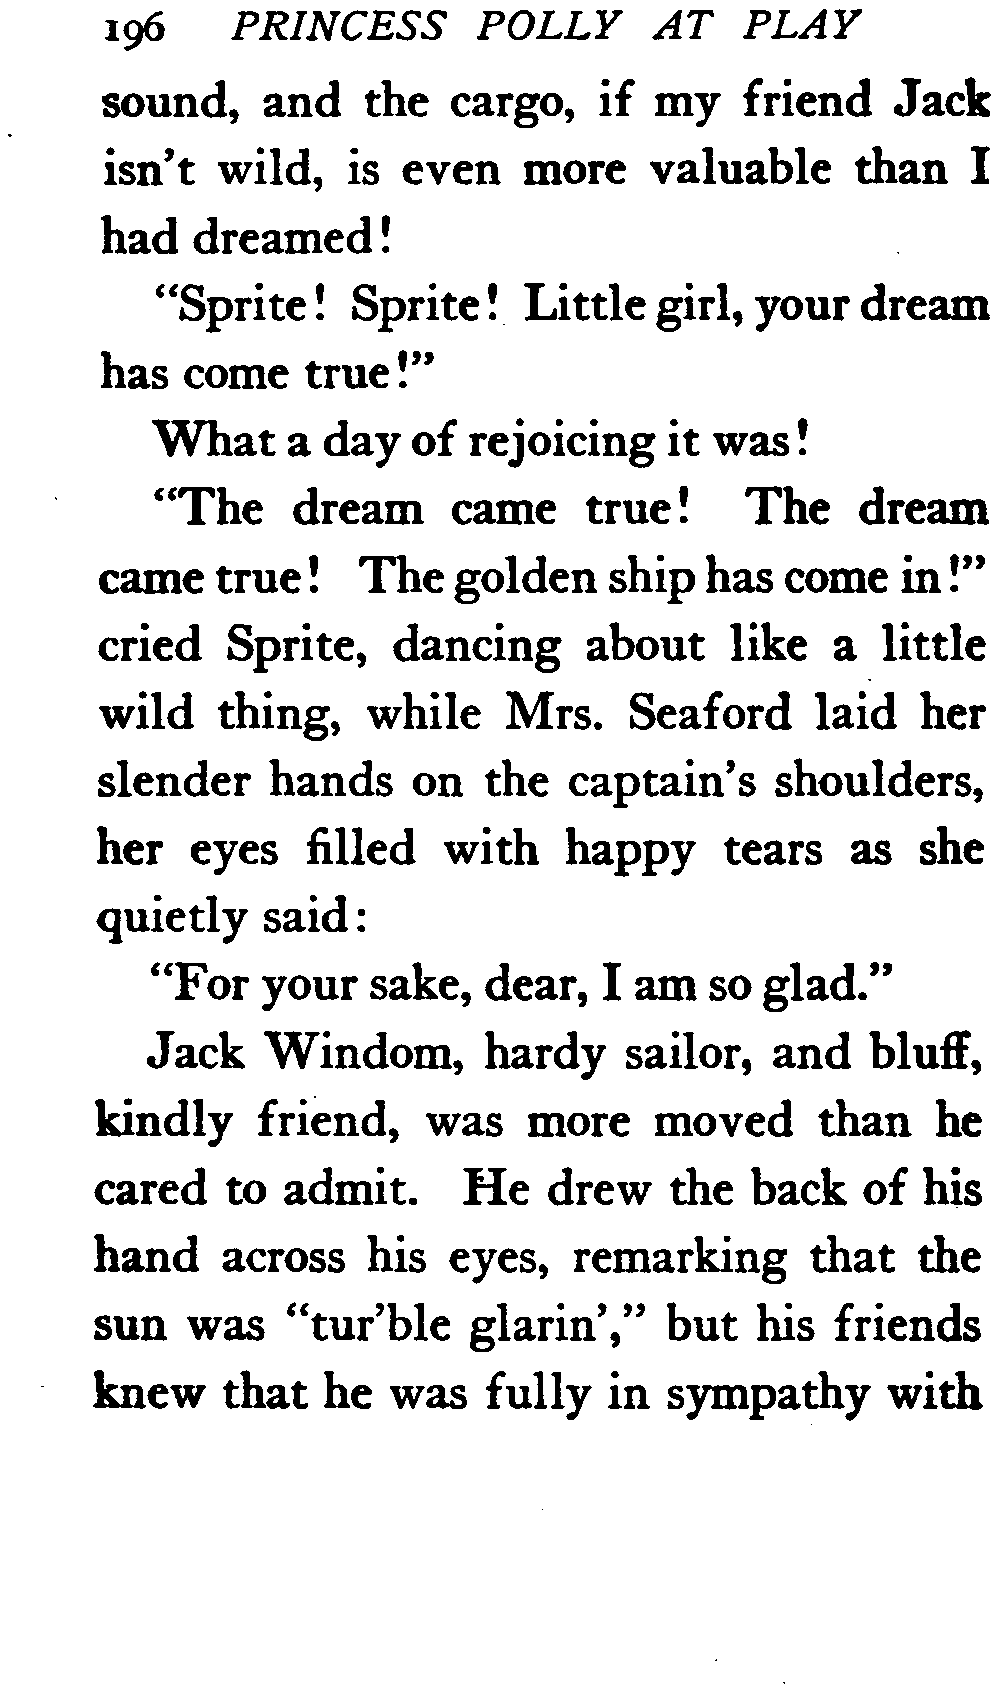 196 PRINCESS POLLY AT PLAY
sound, and the cargo, if my friend Jack
isn't wild, is even more valuable than I
had dreamed!
"Sprite! Sprite! Little girl, your dream
has come true!"
What a day of rejoicing it was!
"The dream came true! The dream
came true! The golden ship has come in!"
cried Sprite, dancing about like a little
wild thing, while Mrs. Seaford laid her
slender hands on the captain's shoulders,
her eyes filled with happy tears as she
quietly said:
"For your sake, dear, I am so glad."
Jack Windom, hardy sailor, and bluff,
kindly friend, was more moved than he
cared to admit. He drew the back of his
hand across his eyes, remarking that the
sun was "tur'ble glarin'," but his friends
knew that he was fully in sympathy with